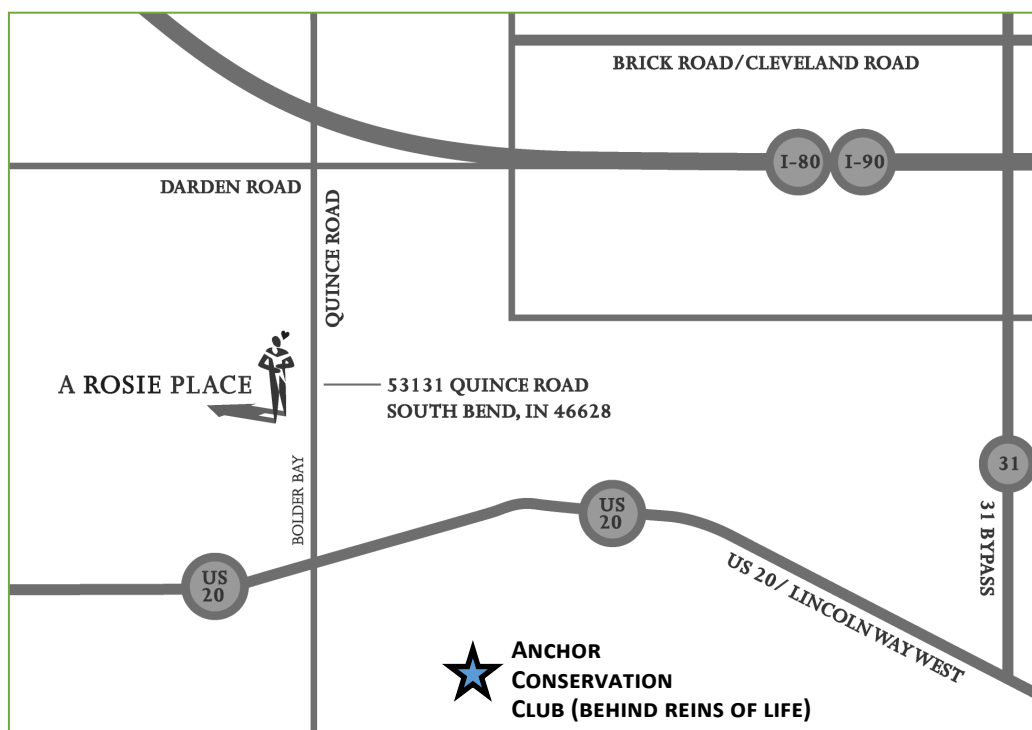 BRICK ROAD/CLEVELAND ROAD
I-80
I-90
DARDEN ROAD
QUINCE ROAD
A ROSIE PLACE
53131 QUINCE ROAD
SOUTH BEND, IN 46628
BOLDER BAY
31
31 BYPASS
US
20
US
20
US 20/ LINCOLN WAY WEST
ANCHOR
CONSERVATION
CLUB (BEHIND REINS OF LIFE)